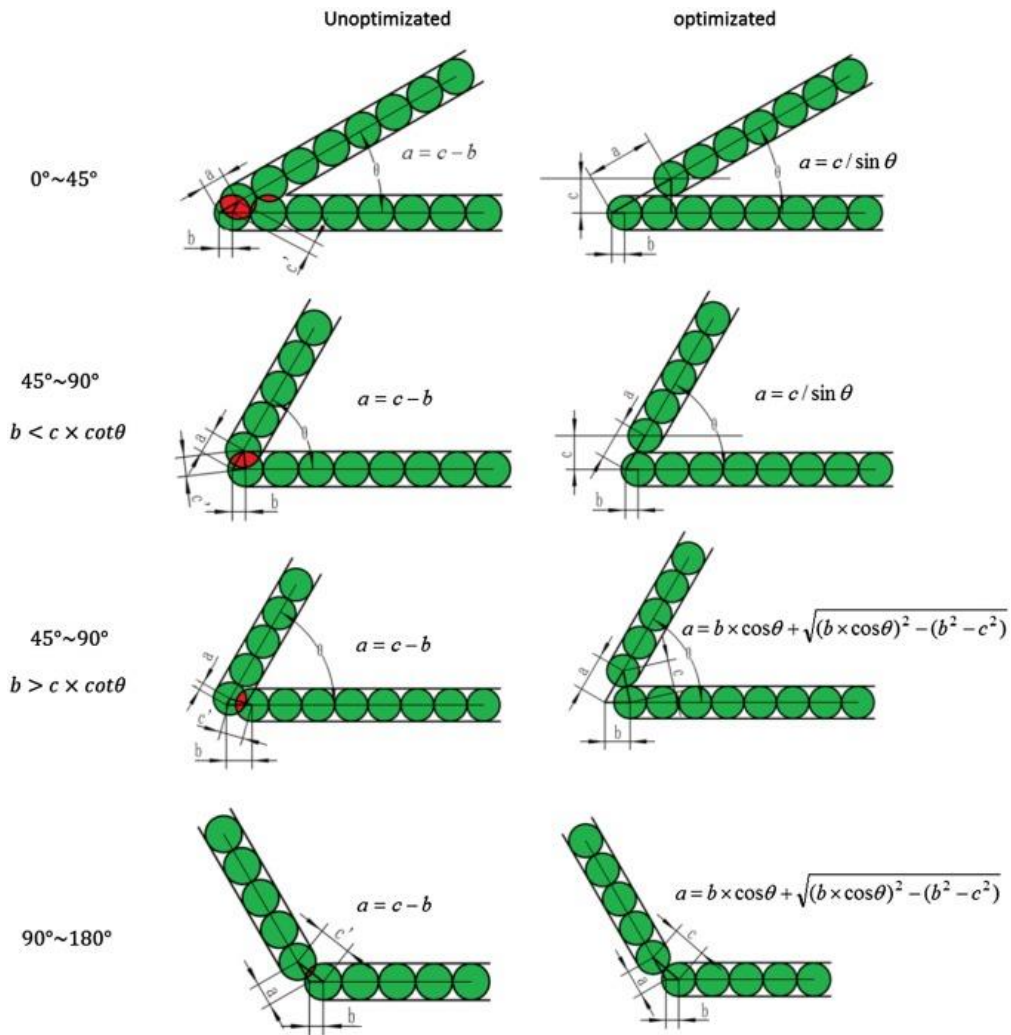 Unoptimizated optimized
0°~45°
a = c − b
θ
a
b
c'
a = c / sin θ
θ
a
c
b
45°~90°
b < c × cotθ
a = c − b
θ
a
c'
b
a = c / sin θ
θ
a
c
b
45°~90°
b > c × cotθ
a = c − b
θ
a
c'
b
a = b × cosθ + √((b × cosθ)² − (b² − c²))
θ
c
a
b
90°~180°
a = c − b
c'
a
b
a = b × cosθ + √((b × cosθ)² − (b² − c²))
c
a
b